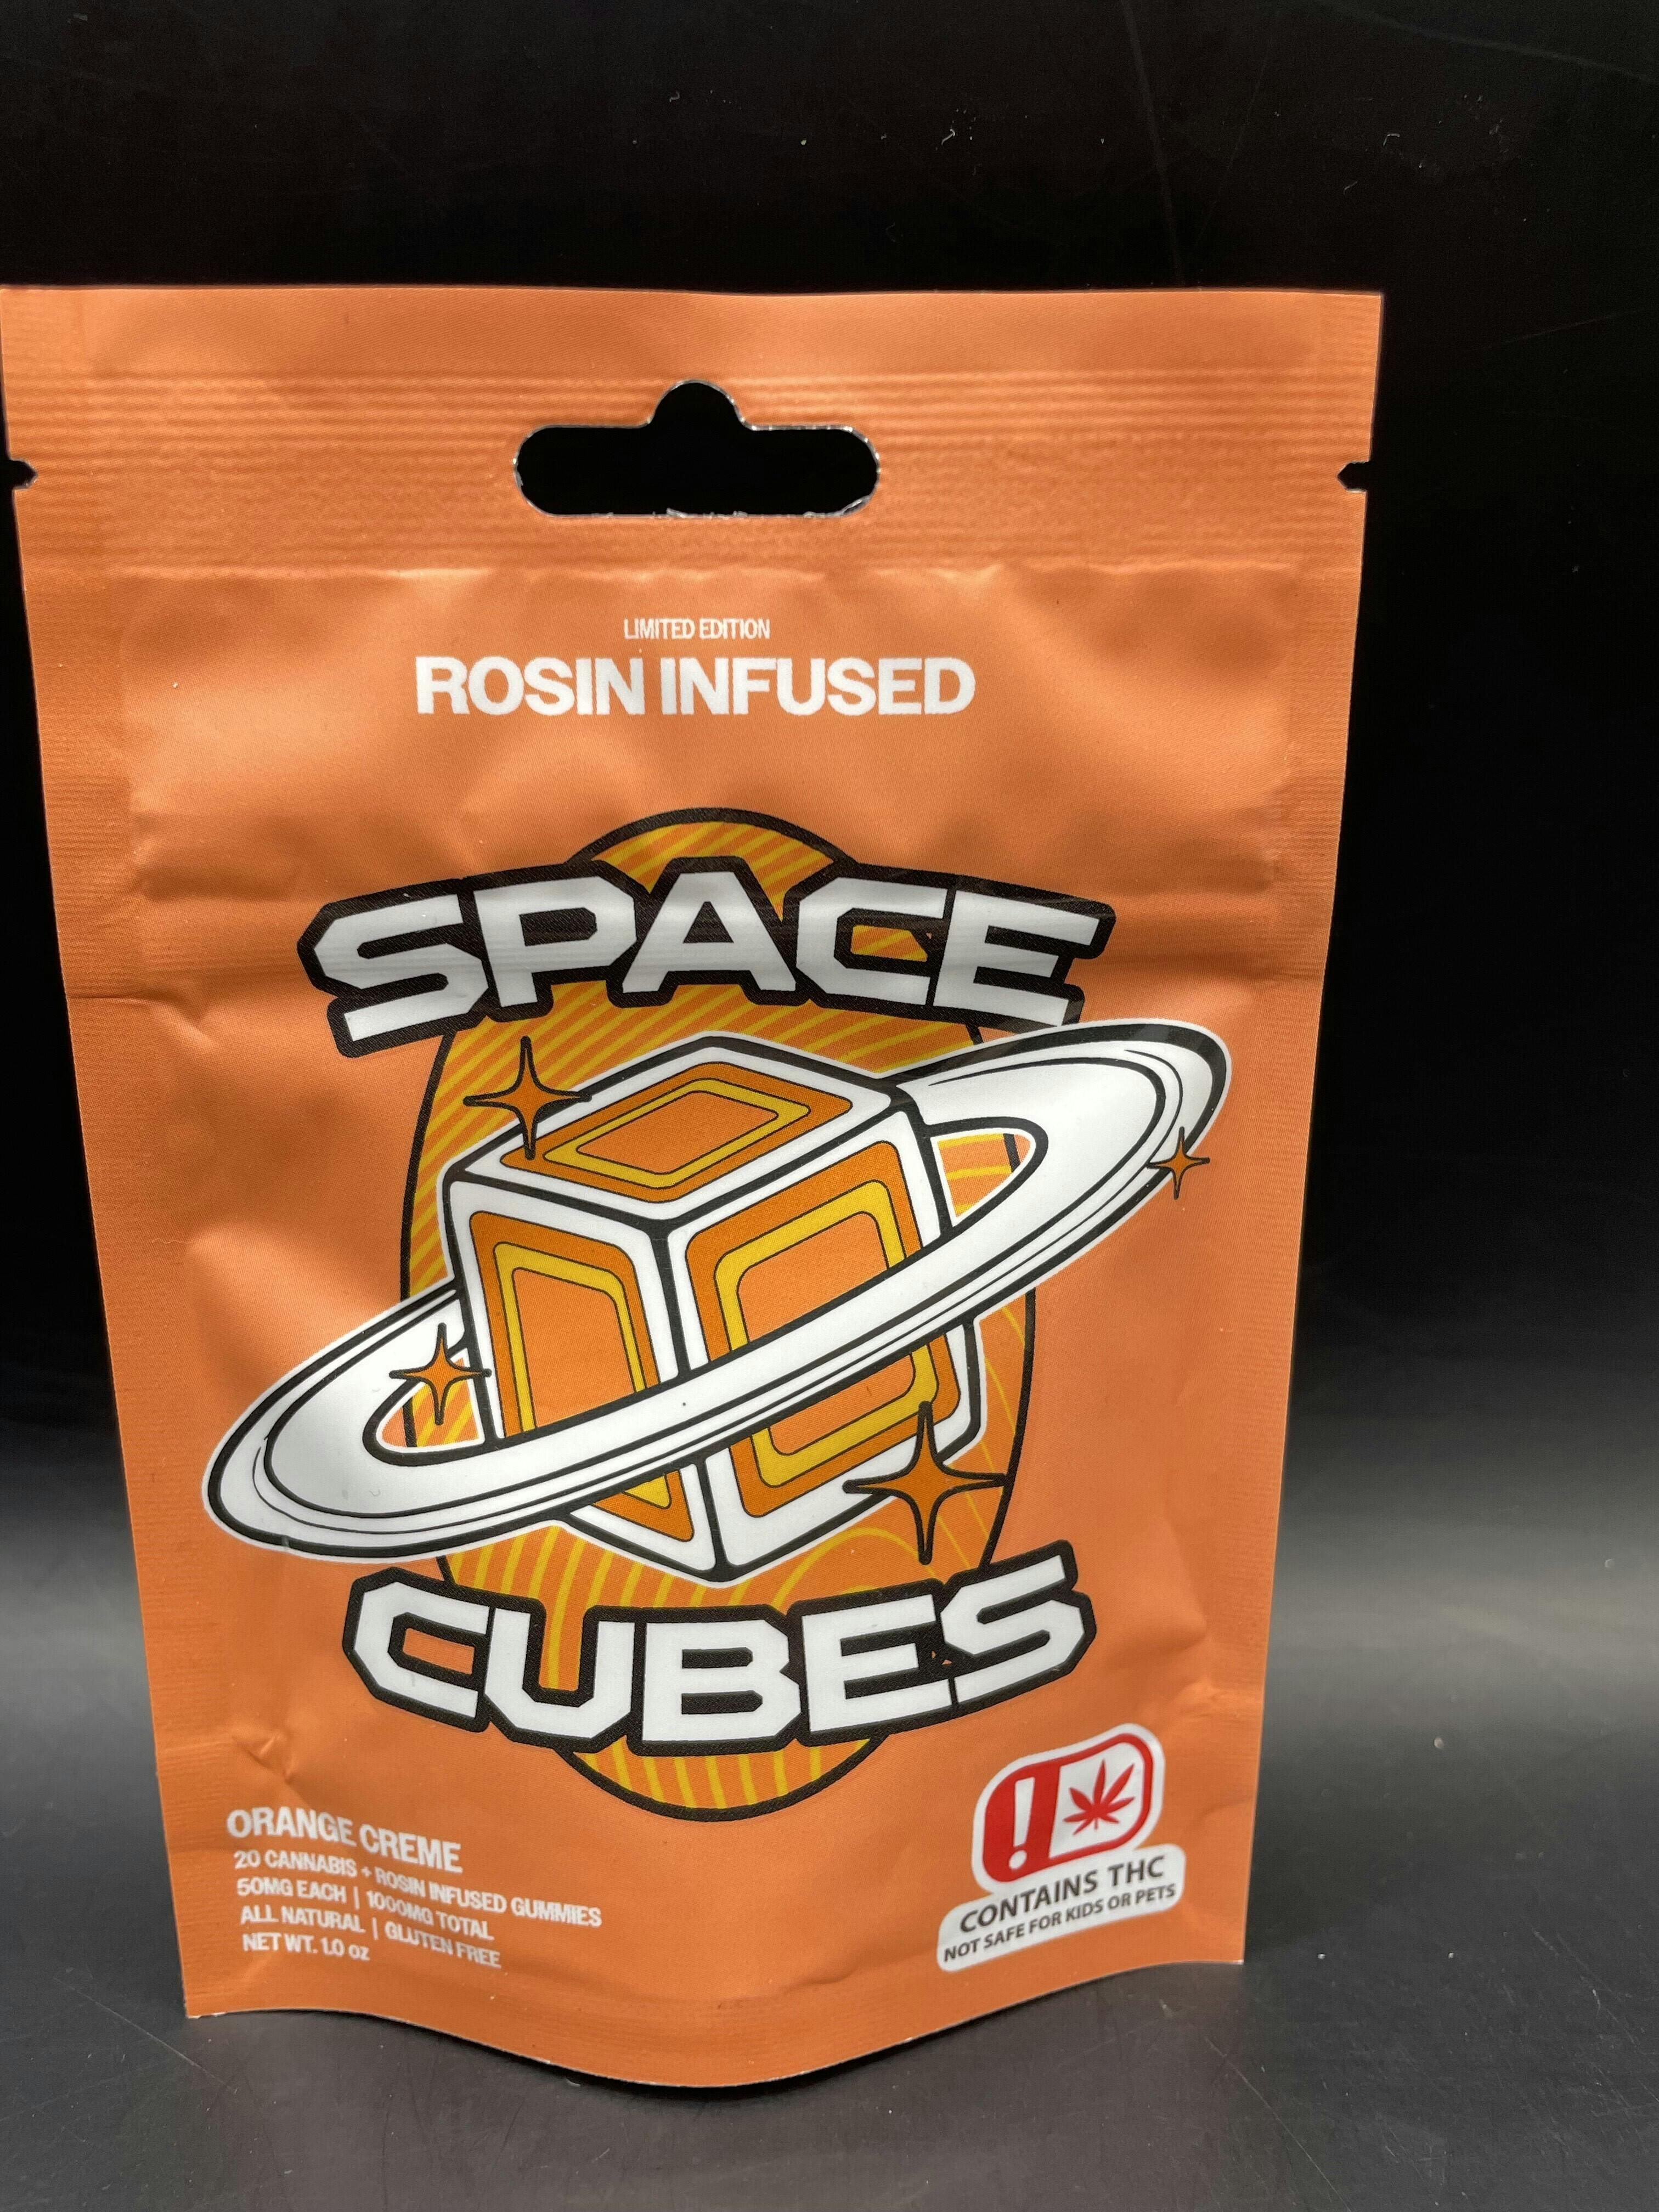 LIMITED EDITION
ROSIN INFUSED
SPACE
CUBES
ORANGE CREME
20 CANNABIS + ROSIN INFUSED GUMMIES
50MG EACH | 1000MG TOTAL
ALL NATURAL | GLUTEN FREE
NET WT. 1.0 oz
!
CONTAINS THC
NOT SAFE FOR KIDS OR PETS